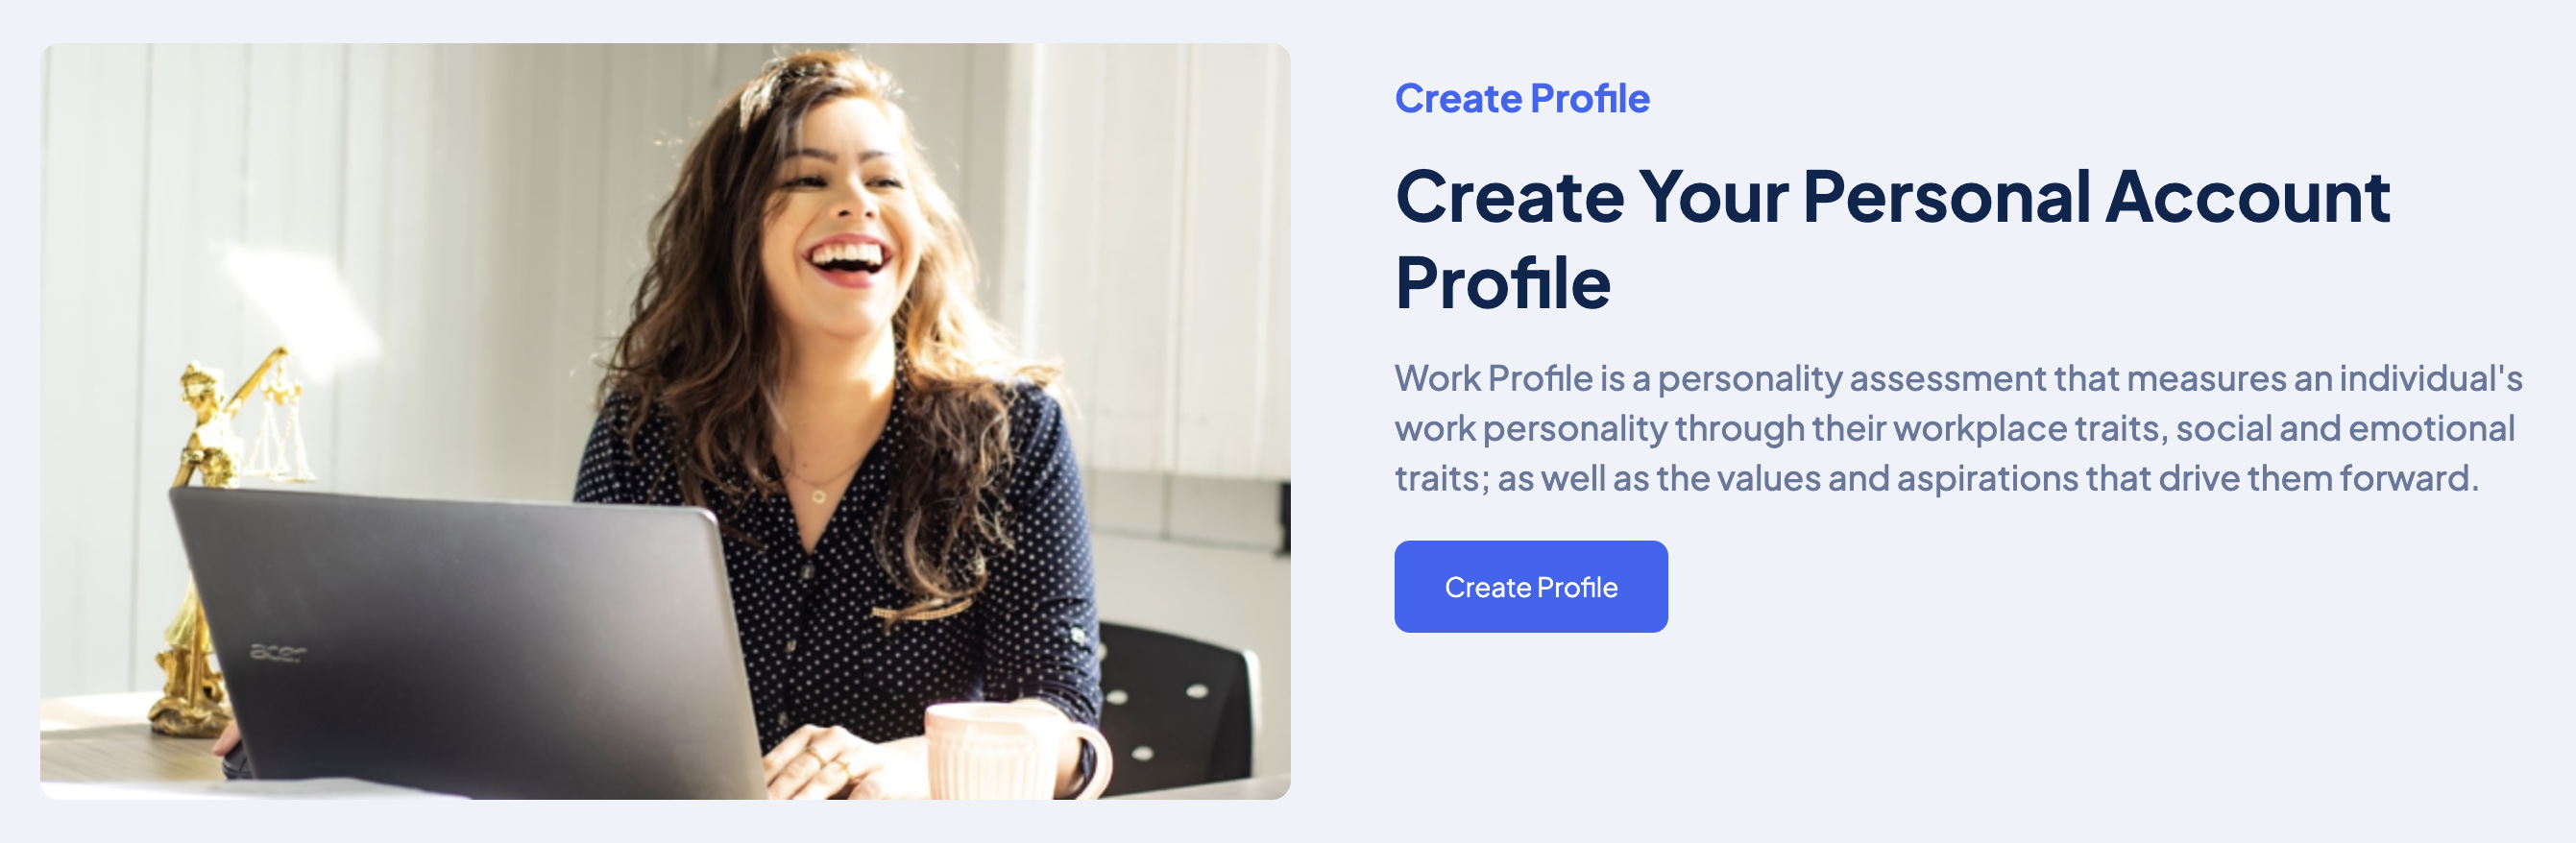 Create Profile
Create Your Personal Account
Profile
Work Profile is a personality assessment that measures an individual's
work personality through their workplace traits, social and emotional
traits; as well as the values and aspirations that drive them forward.
Create Profile
acer